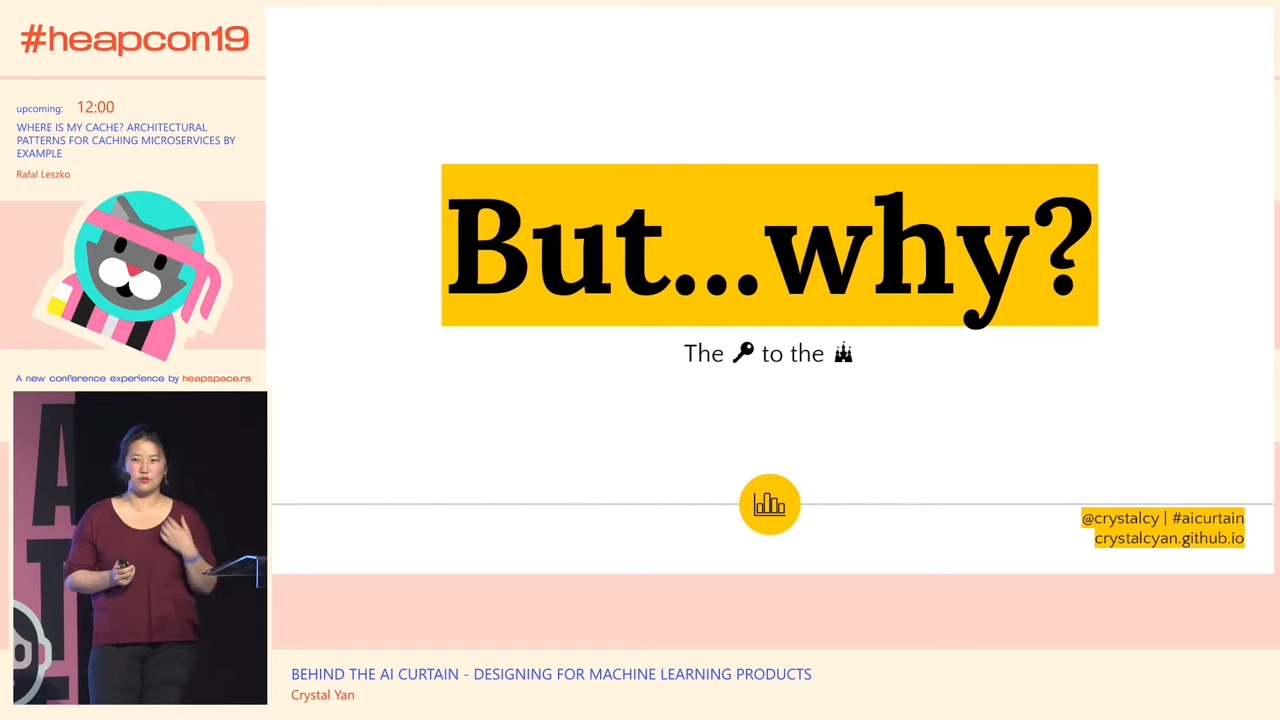 #heapcon19
upcoming: 12:00
WHERE IS MY CACHE? ARCHITECTURAL
PATTERNS FOR CACHING MICROSERVICES BY
EXAMPLE
Rafal Leszko
A new conference experience by heapspace.rs
But...why?
The 🔑 to the 🏰
@crystalcy | #aicurtain
crystalcyan.github.io
BEHIND THE AI CURTAIN - DESIGNING FOR MACHINE LEARNING PRODUCTS
Crystal Yan